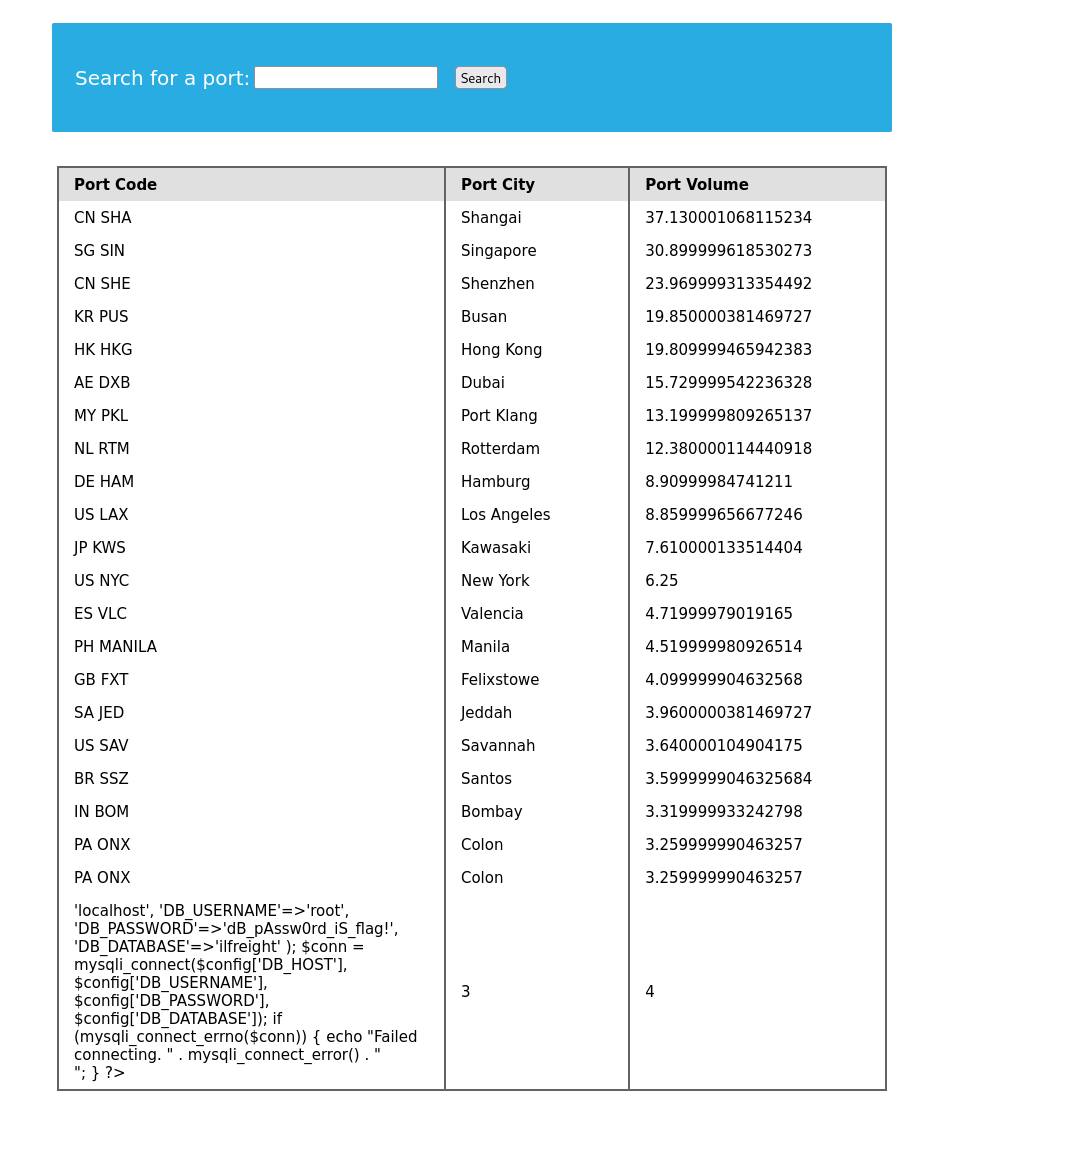 Search for a port: Search
Port Code Port City Port Volume
CN SHA Shangai 37.130001068115234
SG SIN Singapore 30.899999618530273
CN SHE Shenzhen 23.969999313354492
KR PUS Busan 19.850000381469727
HK HKG Hong Kong 19.809999465942383
AE DXB Dubai 15.729999542236328
MY PKL Port Klang 13.199999809265137
NL RTM Rotterdam 12.380000114440918
DE HAM Hamburg 8.90999984741211
US LAX Los Angeles 8.859999656677246
JP KWS Kawasaki 7.610000133514404
US NYC New York 6.25
ES VLC Valencia 4.71999979019165
PH MANILA Manila 4.519999980926514
GB FXT Felixstowe 4.099999904632568
SA JED Jeddah 3.9600000381469727
US SAV Savannah 3.640000104904175
BR SSZ Santos 3.5999999046325684
IN BOM Bombay 3.319999933242798
PA ONX Colon 3.259999990463257
PA ONX Colon 3.259999990463257
'localhost', 'DB_USERNAME'=>'root',
'DB_PASSWORD'=>'dB_pAssw0rd_iS_flag!',
'DB_DATABASE'=>'ilfreight' ); $conn =
mysqli_connect($config['DB_HOST'],
$config['DB_USERNAME'],
$config['DB_PASSWORD'],
$config['DB_DATABASE']); if
(mysqli_connect_errno($conn)) { echo "Failed
connecting. " . mysqli_connect_error() . "
"; } ?>
3
4